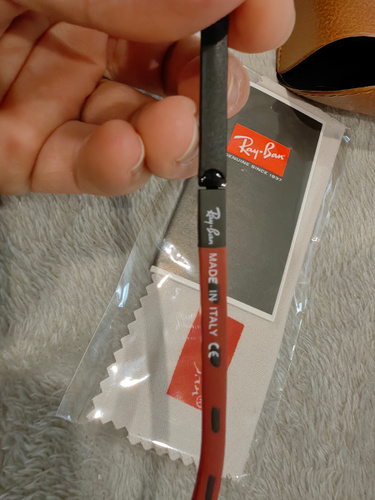 Ray-Ban
GENUINE SINCE 1937
Ray-Ban MADE IN ITALY CE